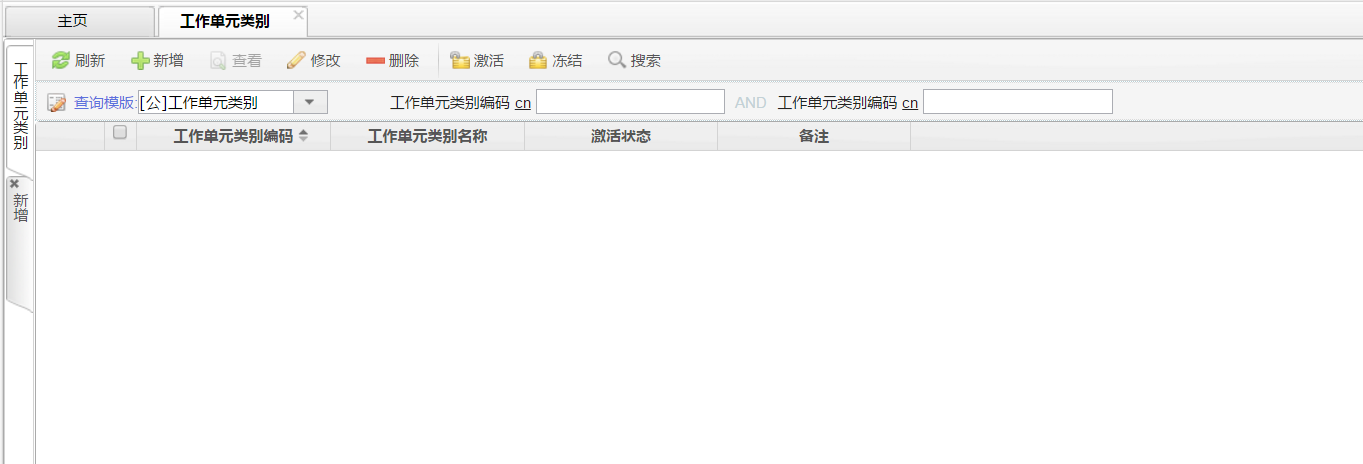 主页
工作单元类别
工作单元类别
新增
刷新
新增
查看
修改
删除
激活
冻结
搜索
查询模版:
[公]工作单元类别
工作单元类别编码 cn
AND
工作单元类别编码 cn
工作单元类别编码
工作单元类别名称
激活状态
备注